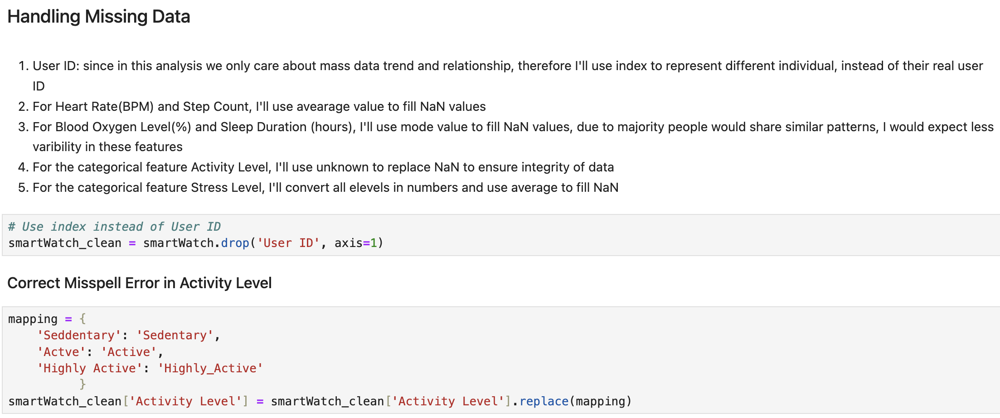 Handling Missing Data
1. User ID: since in this analysis we only care about mass data trend and relationship, therefore I'll use index to represent different individual, instead of their real user
ID
2. For Heart Rate(BPM) and Step Count, I'll use avearage value to fill NaN values
3. For Blood Oxygen Level(%) and Sleep Duration (hours), I'll use mode value to fill NaN values, due to majority people would share similar patterns, I would expect less
varibility in these features
4. For the categorical feature Activity Level, I'll use unknown to replace NaN to ensure integrity of data
5. For the categorical feature Stress Level, I'll convert all elevels in numbers and use average to fill NaN
# Use index instead of User ID
smartWatch_clean = smartWatch.drop('User ID', axis=1)
Correct Misspell Error in Activity Level
mapping = {
    'Seddentary': 'Sedentary',
    'Actve': 'Active',
    'Highly Active': 'Highly_Active'
          }
smartWatch_clean['Activity Level'] = smartWatch_clean['Activity Level'].replace(mapping)